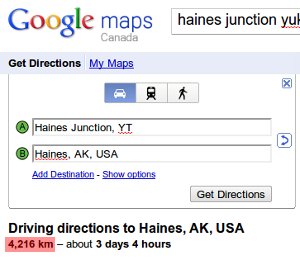 Google maps haines junction yuk
Canada
Get Directions My Maps
A Haines Junction, YT
B Haines, AK, USA
Add Destination - Show options
Get Directions
Driving directions to Haines, AK, USA
4,216 km – about 3 days 4 hours